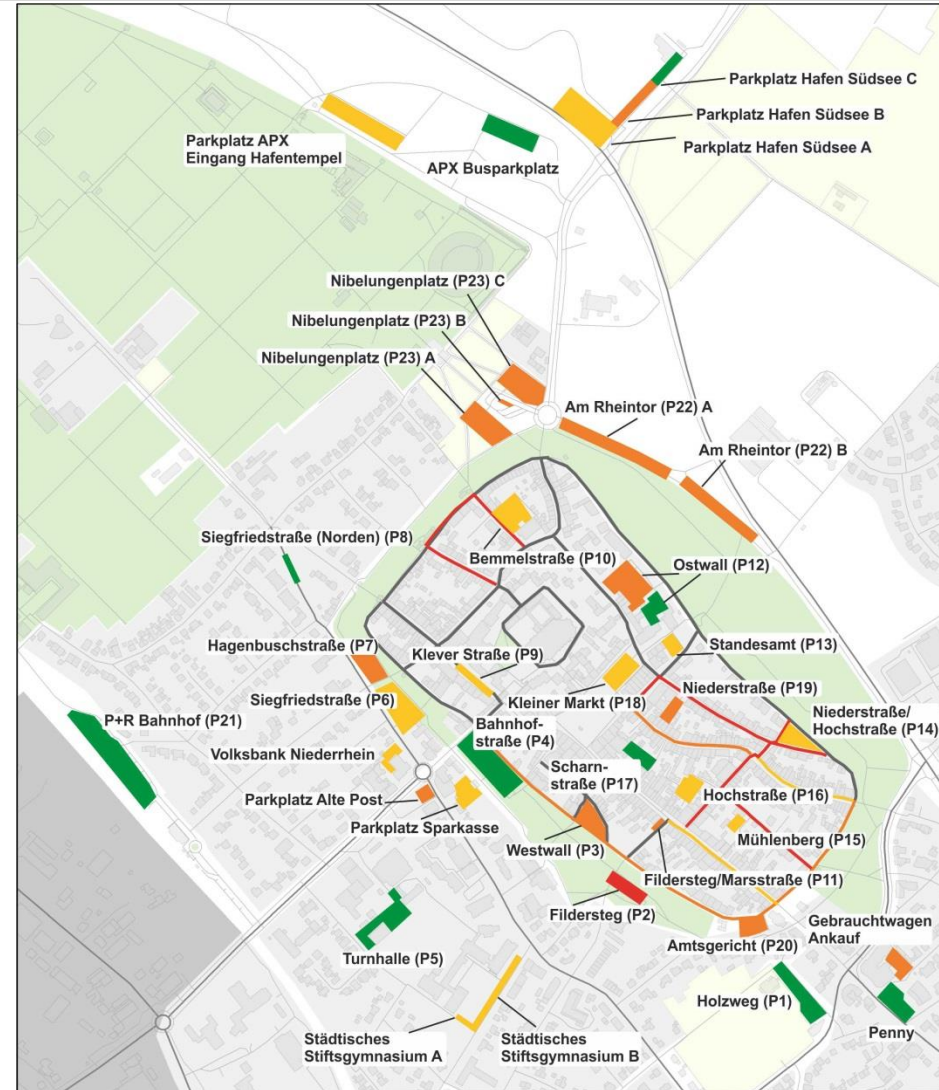 Parkplatz Hafen Südsee C
Parkplatz Hafen Südsee B
Parkplatz Hafen Südsee A
Parkplatz APX
Eingang Hafentempel
APX Busparkplatz
Nibelungenplatz (P23) C
Nibelungenplatz (P23) B
Nibelungenplatz (P23) A
Am Rheintor (P22) A
Am Rheintor (P22) B
Siegfriedstraße (Norden) (P8)
Bemmelstraße (P10)
Ostwall (P12)
Hagenbuschstraße (P7)
Klever Straße (P9)
Standesamt (P13)
Siegfriedstraße (P6)
Kleiner Markt (P18)
Niederstraße (P19)
P+R Bahnhof (P21)
Bahnhof-
straße (P4)
Niederstraße/
Hochstraße (P14)
Volksbank Niederrhein
Scharn-
straße (P17)
Parkplatz Alte Post
Hochstraße (P16)
Parkplatz Sparkasse
Mühlenberg (P15)
Westwall (P3)
Fildersteg/Marsstraße (P11)
Fildersteg (P2)
Gebrauchtwagen
Ankauf
Amtsgericht (P20)
Turnhalle (P5)
Holzweg (P1)
Penny
Städtisches
Stiftsgymnasium A
Städtisches
Stiftsgymnasium B